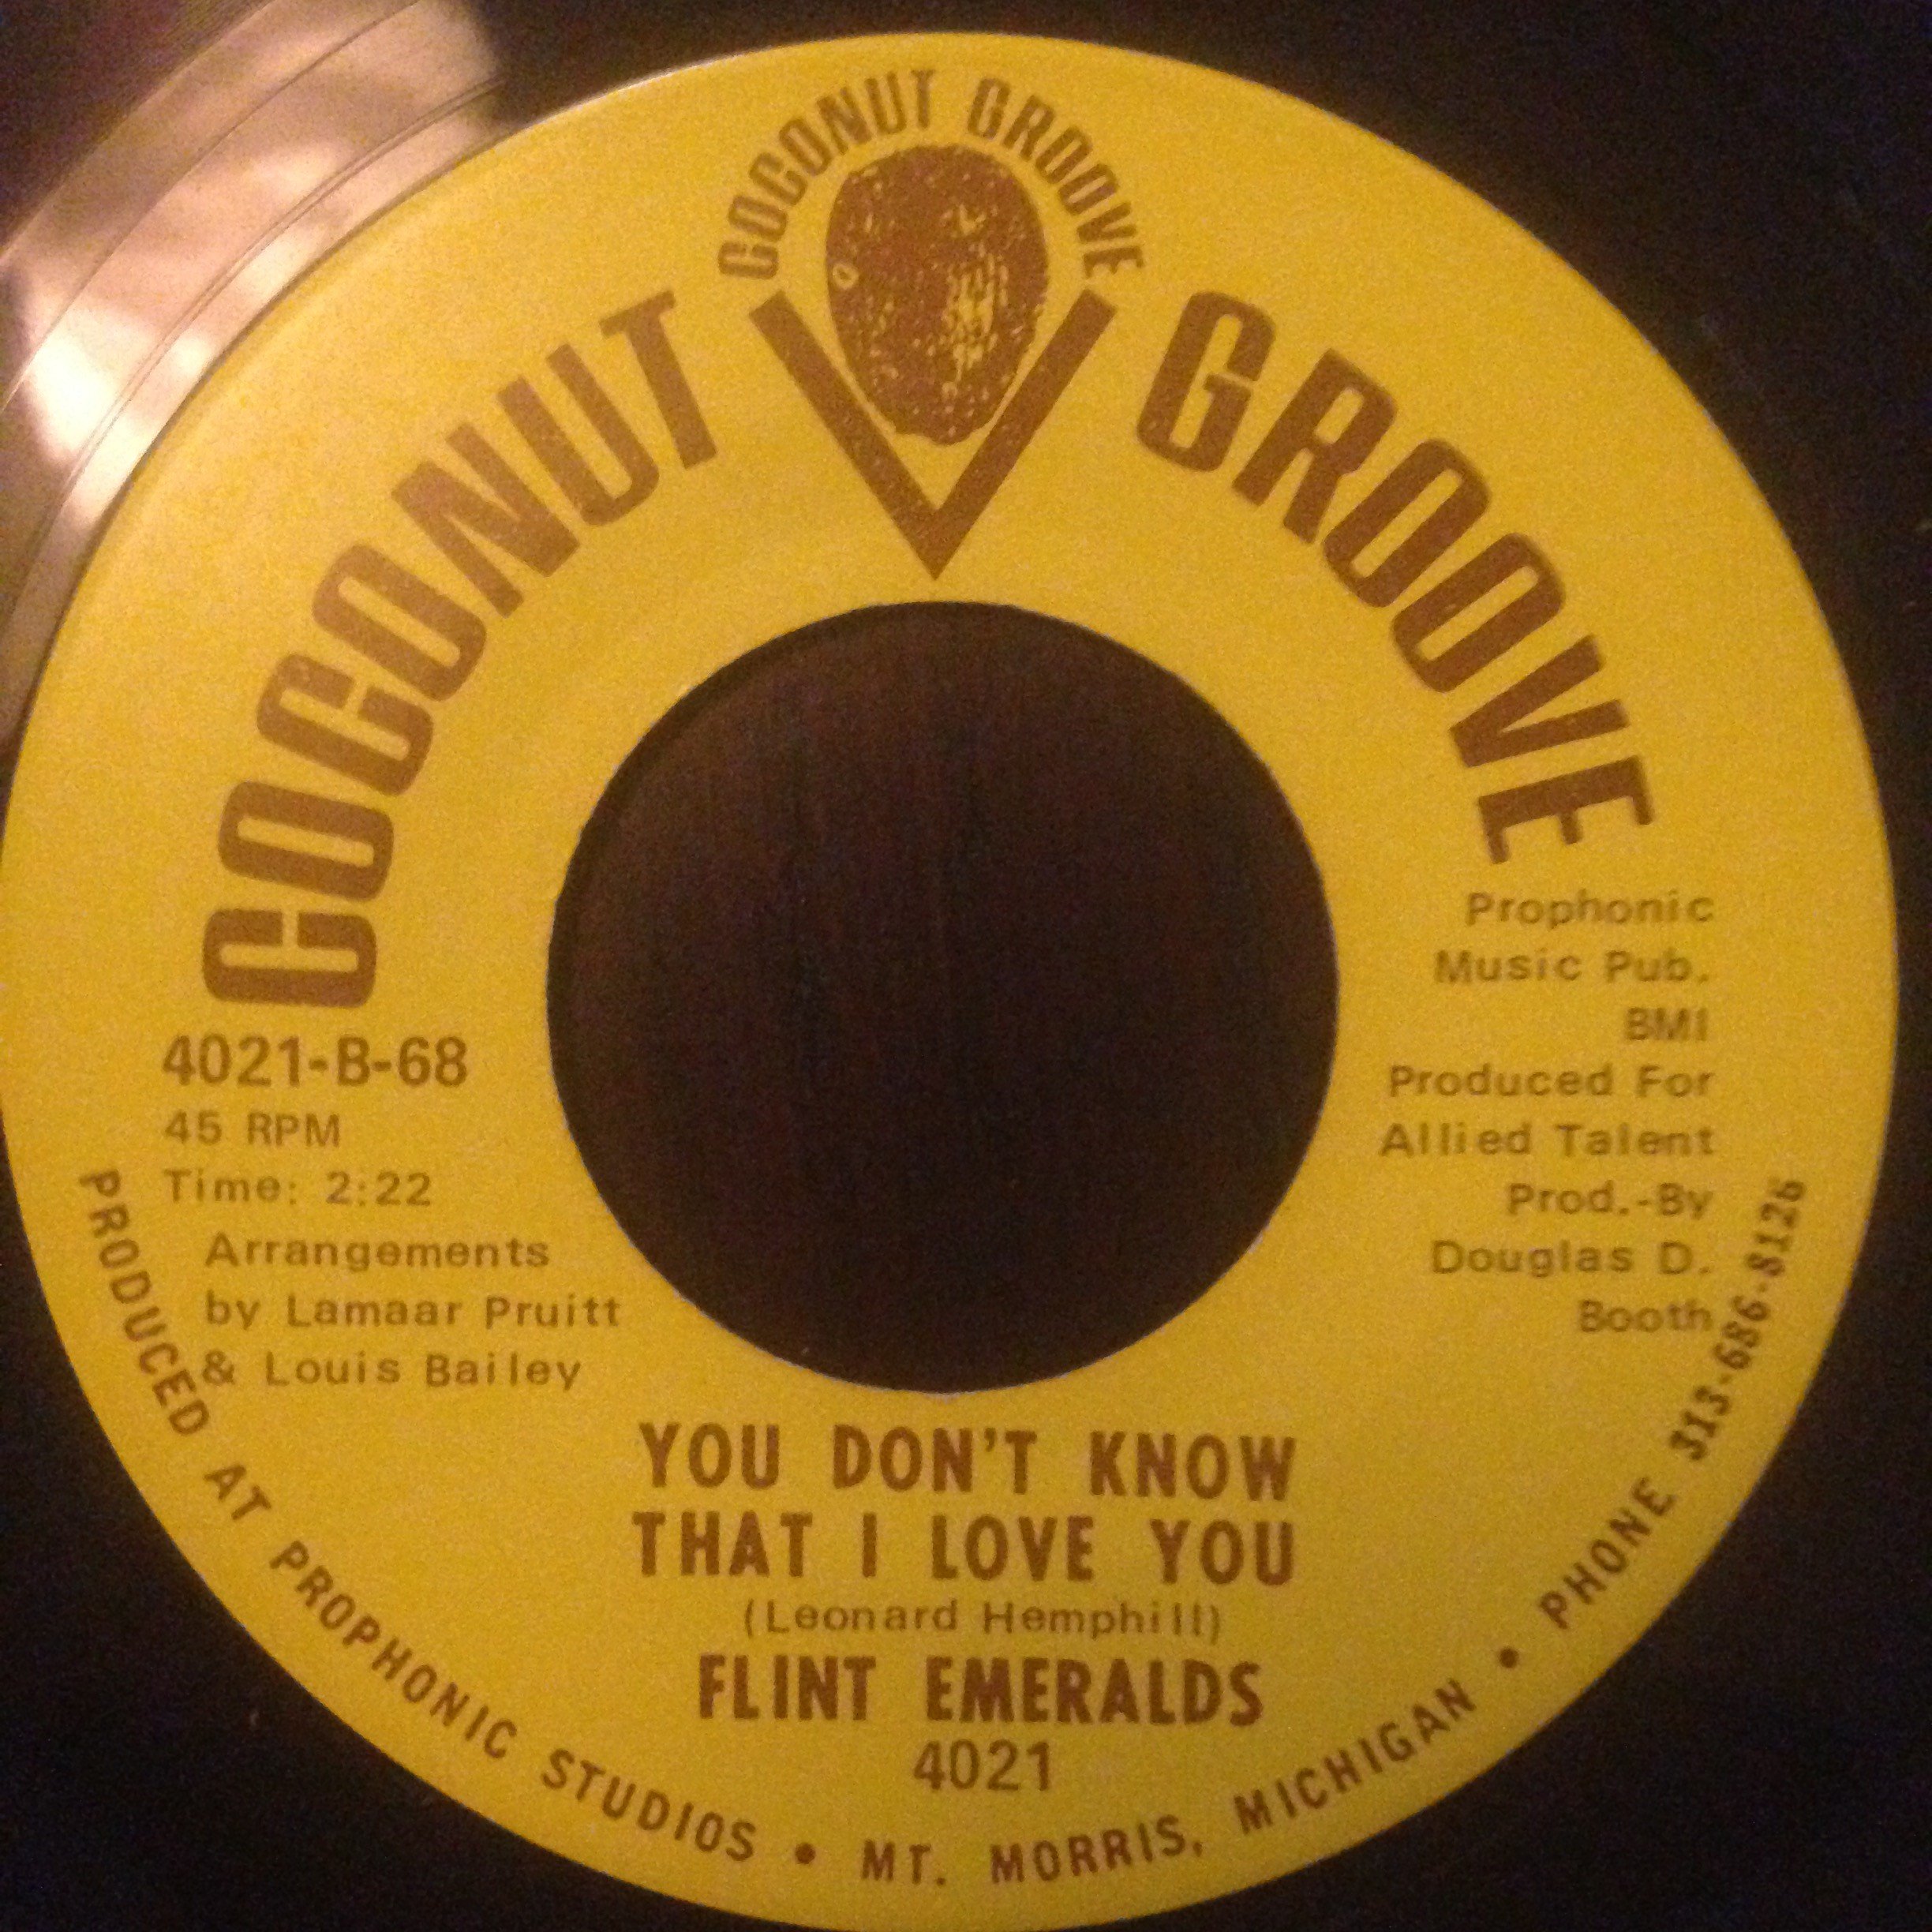 COCONUT GROOVE
COCONUT GROOVE
4021-B-68
45 RPM
Time: 2:22
Arrangements
by Lamaar Pruitt
& Louis Bailey
Prophonic
Music Pub.
BMI
Produced For
Allied Talent
Prod.-By
Douglas D.
Booth
YOU DON'T KNOW
THAT I LOVE YOU
(Leonard Hemphill)
FLINT EMERALDS
4021
PRODUCED AT PROPHONIC STUDIOS • MT. MORRIS, MICHIGAN • PHONE 313-686-8126